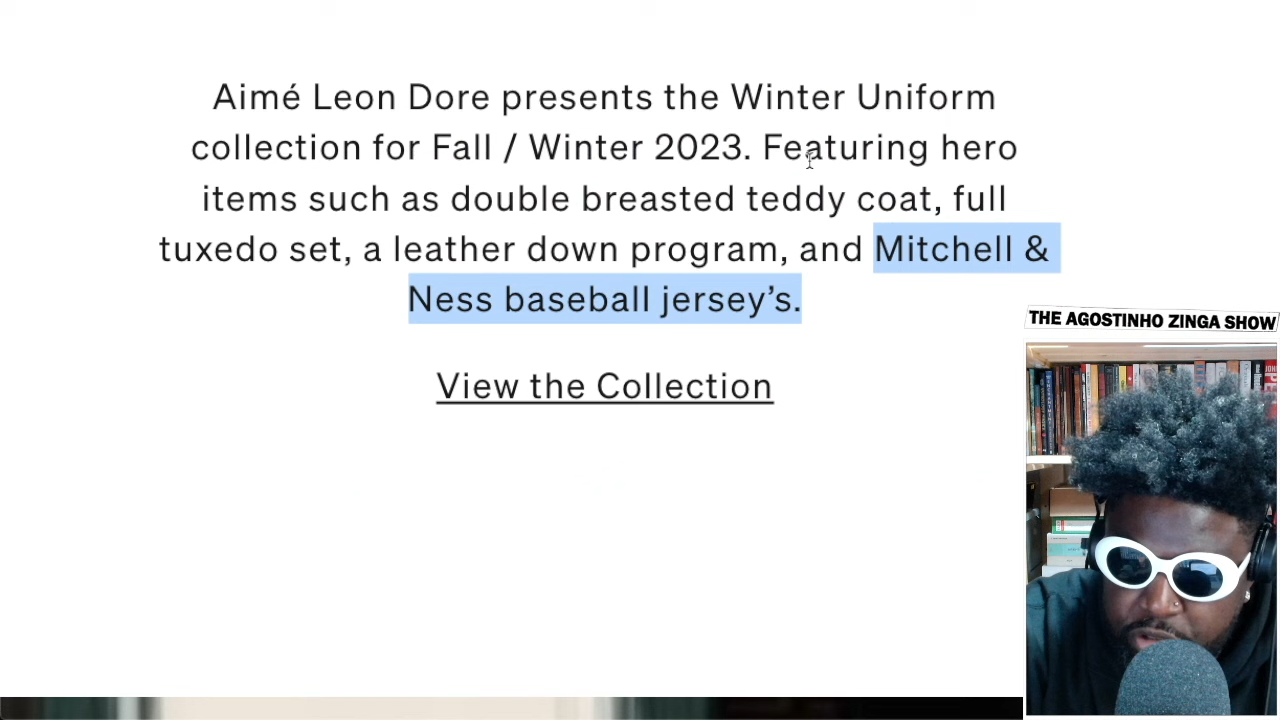 Aimé Leon Dore presents the Winter Uniform
collection for Fall / Winter 2023. Featuring hero
items such as double breasted teddy coat, full
tuxedo set, a leather down program, and Mitchell &
Ness baseball jersey’s.
View the Collection
THE AGOSTINHO ZINGA SHOW